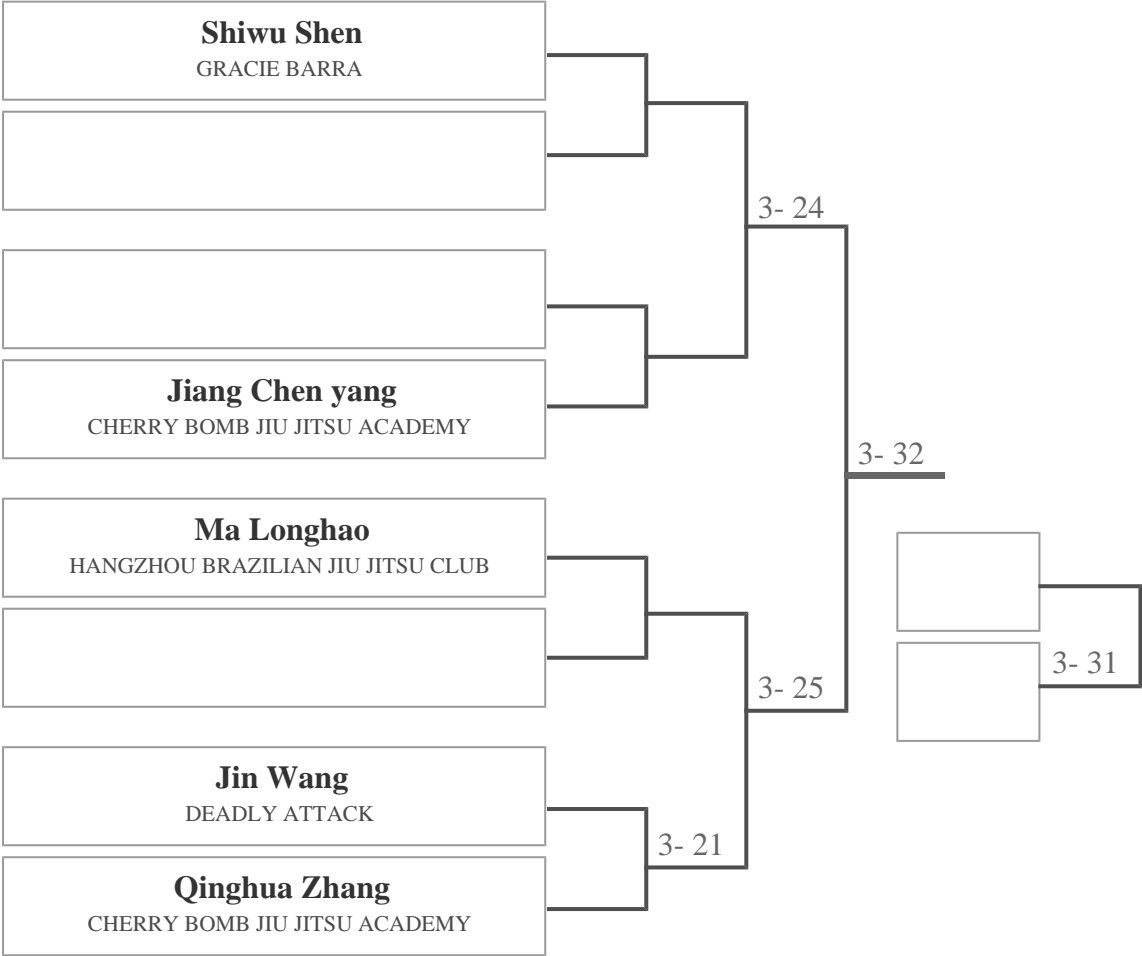 Shiwu Shen
GRACIE BARRA
3- 24
Jiang Chen yang
CHERRY BOMB JIU JITSU ACADEMY
3- 32
Ma Longhao
HANGZHOU BRAZILIAN JIU JITSU CLUB
3- 31
3- 25
Jin Wang
DEADLY ATTACK
3- 21
Qinghua Zhang
CHERRY BOMB JIU JITSU ACADEMY